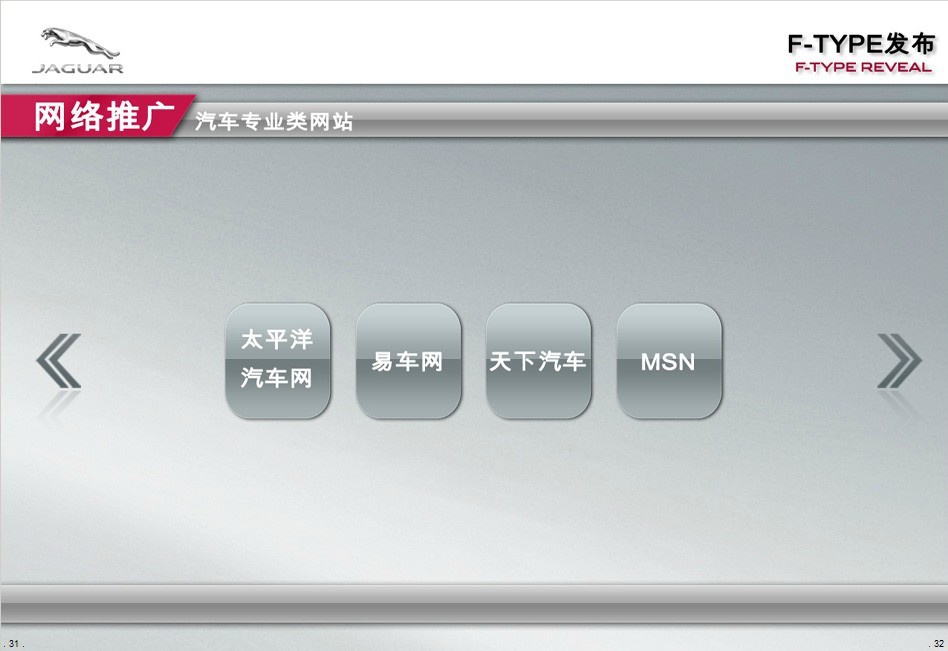 JAGUAR
F-TYPE发布
F-TYPE REVEAL
网络推广
汽车专业类网站
太平洋
汽车网
易车网
天下汽车
MSN
. 31 .
. 32